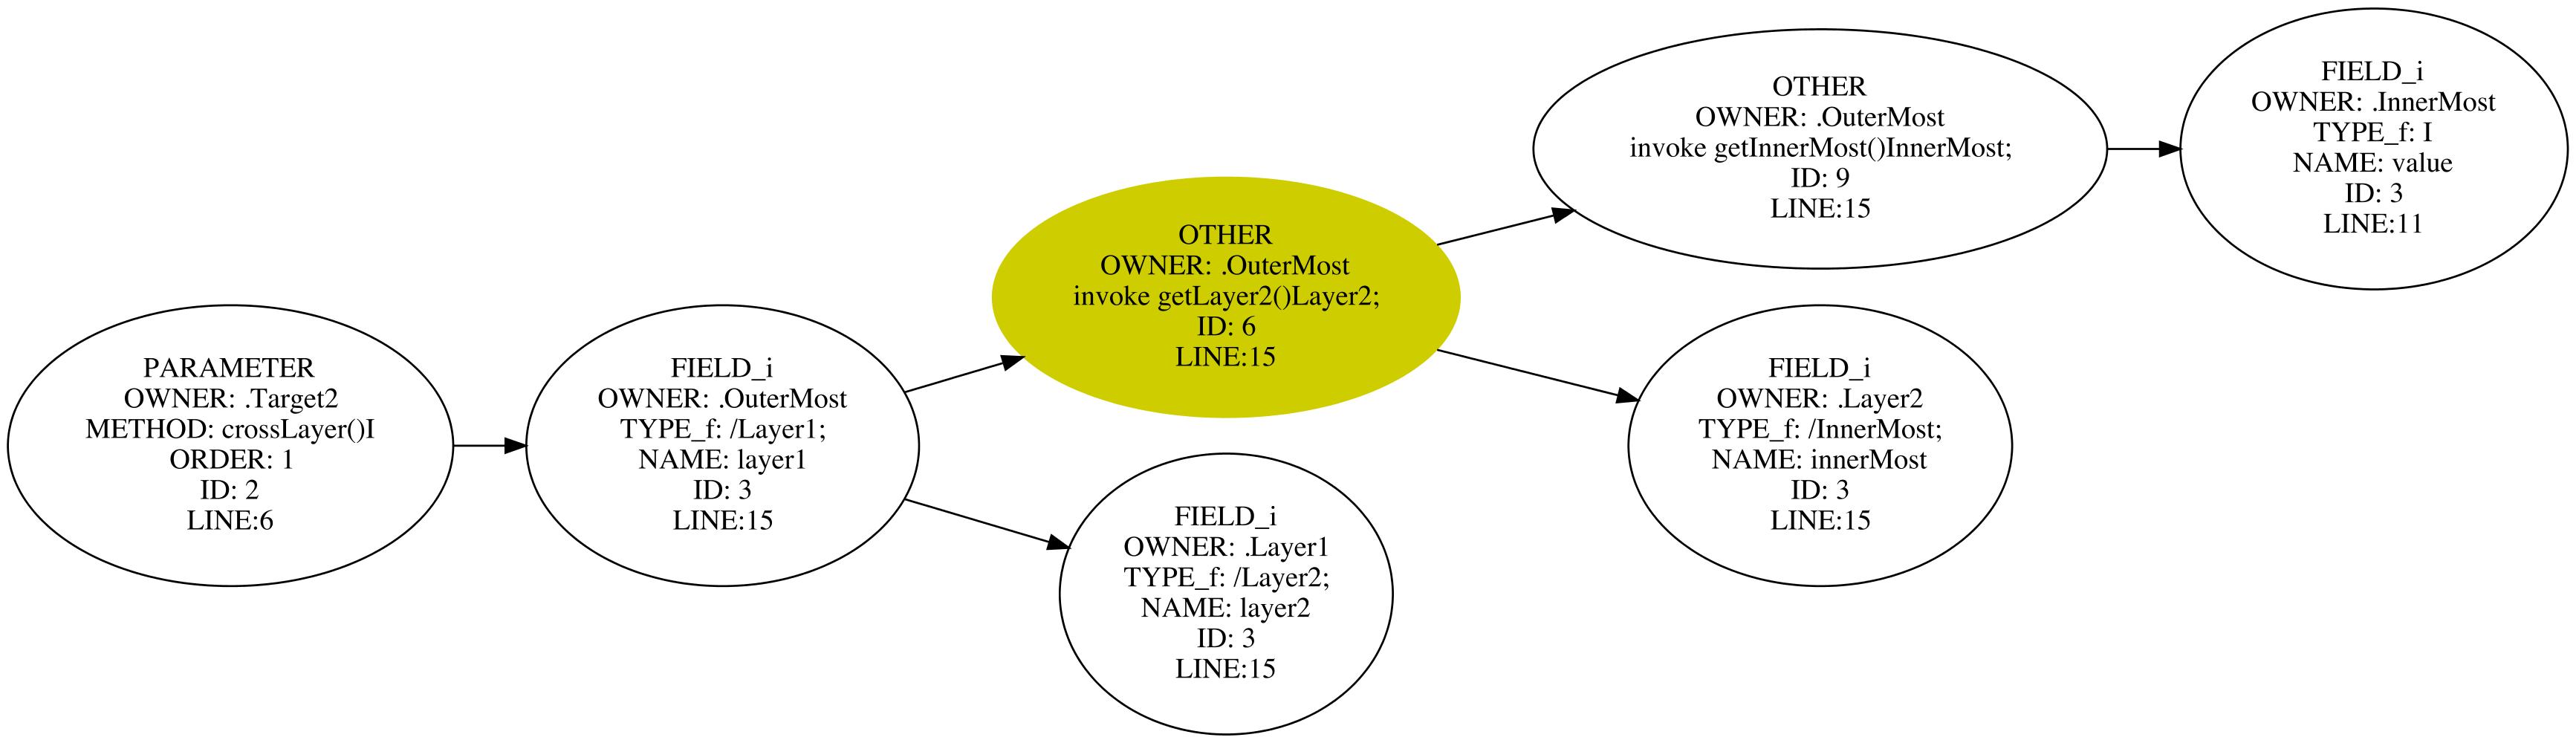 PARAMETER
OWNER: .Target2
METHOD: crossLayer()I
ORDER: 1
ID: 2
LINE:6
FIELD_i
OWNER: .OuterMost
TYPE_f: /Layer1;
NAME: layer1
ID: 3
LINE:15
OTHER
OWNER: .OuterMost
invoke getLayer2()Layer2;
ID: 6
LINE:15
FIELD_i
OWNER: .Layer1
TYPE_f: /Layer2;
NAME: layer2
ID: 3
LINE:15
OTHER
OWNER: .OuterMost
invoke getInnerMost()InnerMost;
ID: 9
LINE:15
FIELD_i
OWNER: .Layer2
TYPE_f: /InnerMost;
NAME: innerMost
ID: 3
LINE:15
FIELD_i
OWNER: .InnerMost
TYPE_f: I
NAME: value
ID: 3
LINE:11